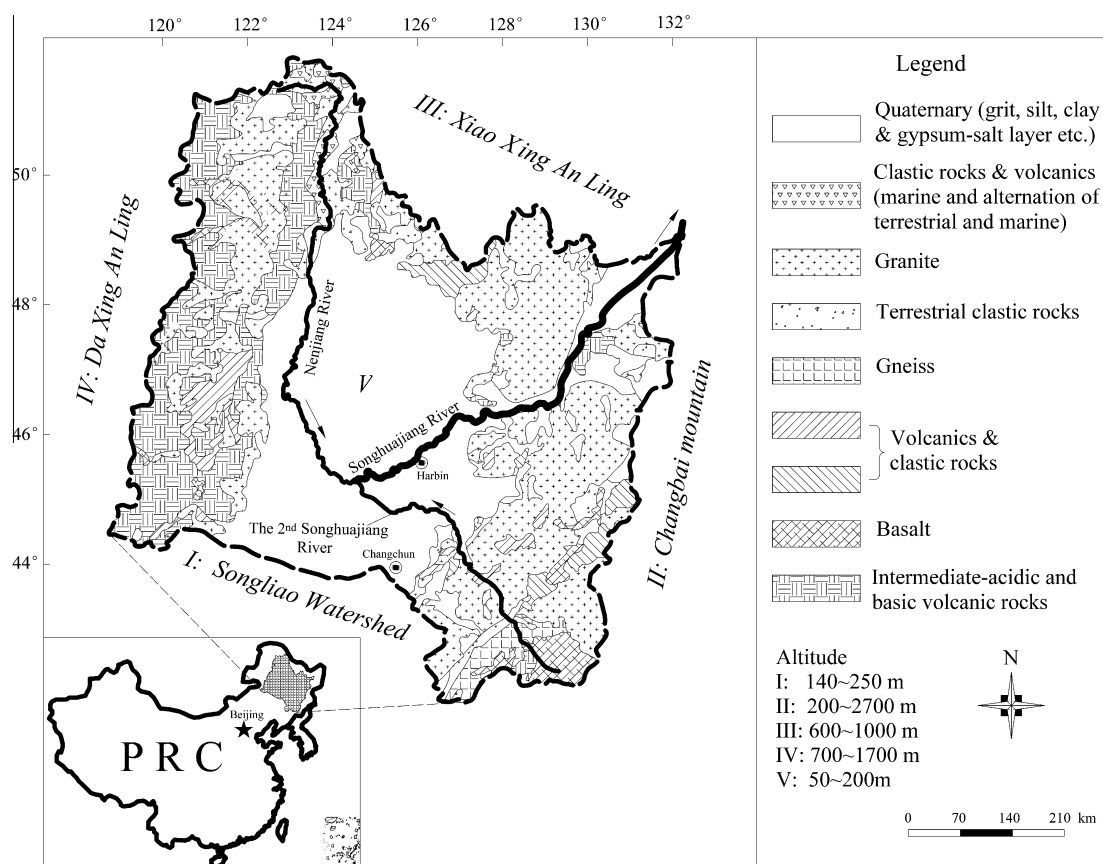 120° 122° 124° 126° 128° 130° 132°
50°
48°
46°
44°
III: Xiao Xing An Ling
IV: Da Xing An Ling
Nenjiang River
V
Songhuajiang River
Harbin
The 2nd Songhuajiang
River
Changchun
I: Songliao Watershed
II: Changbai mountain
Beijing
PRC
Legend
Quaternary (grit, silt, clay
& gypsum-salt layer etc.)
Clastic rocks & volcanics
(marine and alternation of
terrestrial and marine)
Granite
Terrestrial clastic rocks
Gneiss
Volcanics &
clastic rocks
Basalt
Intermediate-acidic and
basic volcanic rocks
Altitude
I: 140~250 m
II: 200~2700 m
III: 600~1000 m
IV: 700~1700 m
V: 50~200m
N
0 70 140 210 km